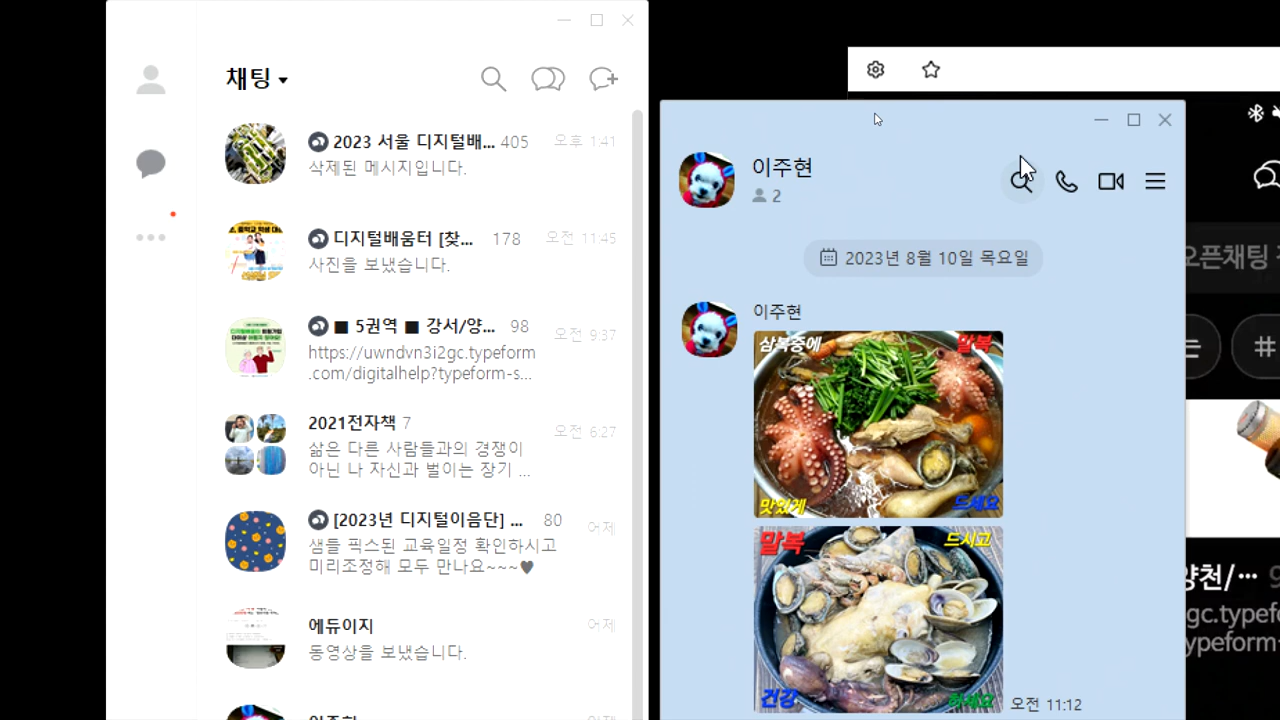 채팅
2023 서울 디지털배... 405
오후 1:41
삭제된 메시지입니다.
디지털배움터 [찾... 178
오전 11:45
사진을 보냈습니다.
■ 5권역 ■ 강서/양... 98
오전 9:37
https://uwndvn3i2gc.typeform
.com/digitalhelp?typeform-s...
2021전자책 7
오전 6:27
삶은 다른 사람들과의 경쟁이
아닌 나 자신과 벌이는 장기 ...
[2023년 디지털이음단] ... 80
어제
샘들 픽스된 교육일정 확인하시고
미리조정해 모두 만나요~~~♥
에듀이지
어제
동영상을 보냈습니다.
이주현
2
2023년 8월 10일 목요일
이주현
삼복중에 말복
맛있게 드세요
말복 드시고
건강 하세요
오전 11:12
오픈채팅
양천/···
gc.typef
ypeform